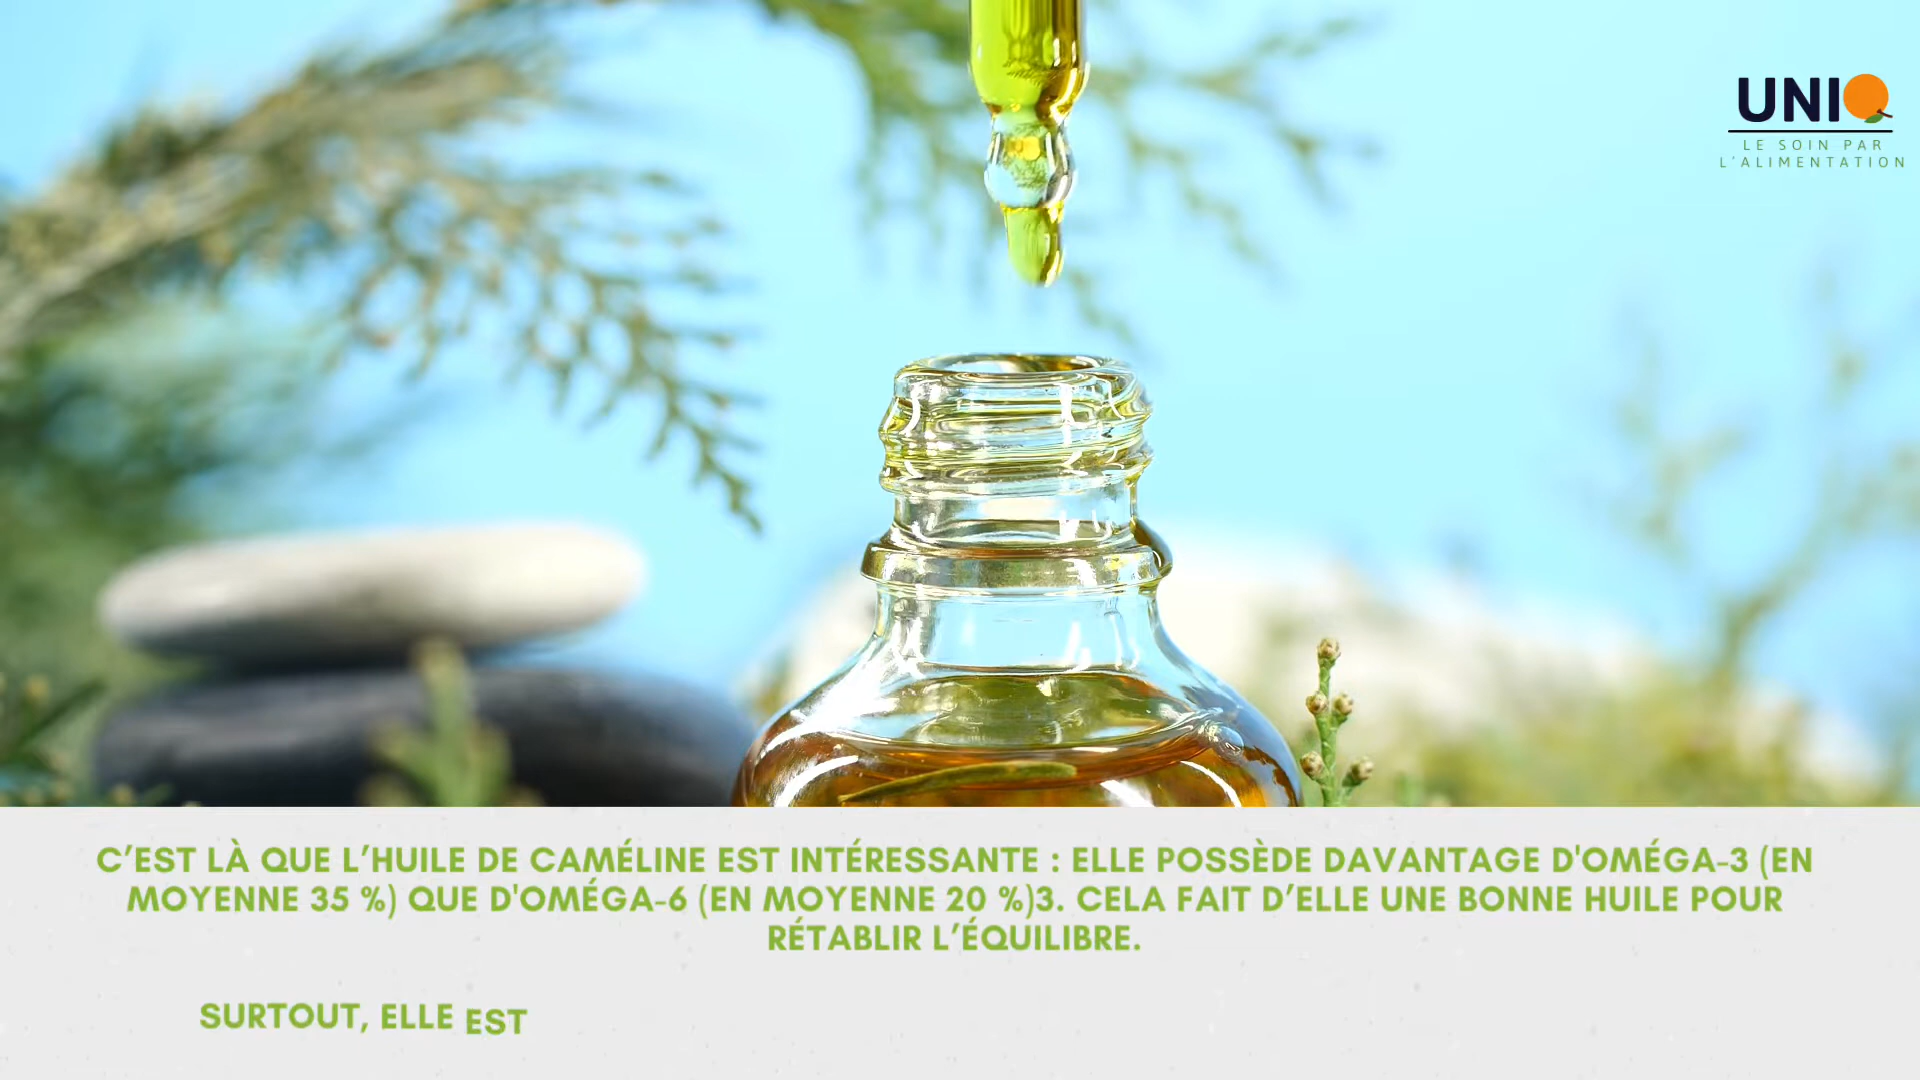 UNIQ
LE SOIN PAR
L'ALIMENTATION
C’EST LÀ QUE L’HUILE DE CAMÉLINE EST INTÉRESSANTE : ELLE POSSÈDE DAVANTAGE D'OMÉGA-3 (EN
MOYENNE 35 %) QUE D'OMÉGA-6 (EN MOYENNE 20 %)3. CELA FAIT D’ELLE UNE BONNE HUILE POUR
RÉTABLIR L’ÉQUILIBRE.
SURTOUT, ELLE EST